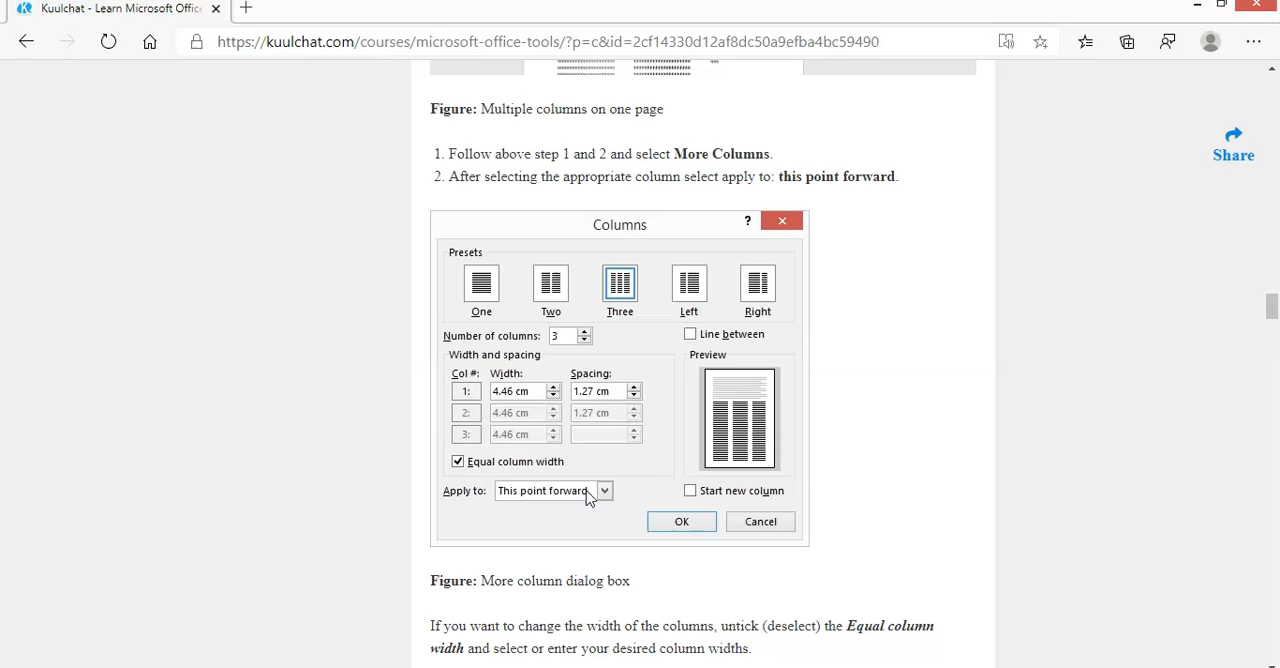 Kuulchat - Learn Microsoft Offic
https://kuulchat.com/courses/microsoft-office-tools/?p=c&id=2cf14330d12af8dc50a9efba4bc59490
Figure: Multiple columns on one page
Share
1. Follow above step 1 and 2 and select More Columns.
2. After selecting the appropriate column select apply to: this point forward.
Columns
?
Presets
One Two Three Left Right
Number of columns: 3
Line between
Width and spacing
Preview
Col #: Width: Spacing:
1: 4.46 cm 1.27 cm
2: 4.46 cm 1.27 cm
3: 4.46 cm
Equal column width
Apply to: This point forward
Start new column
OK Cancel
Figure: More column dialog box
If you want to change the width of the columns, untick (deselect) the Equal column
width and select or enter your desired column widths.